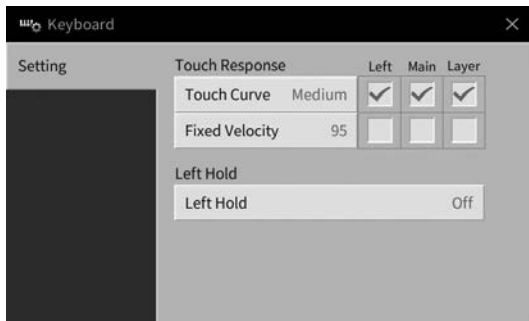 Keyboard
Setting
Touch Response Left Main Layer
Touch Curve Medium
Fixed Velocity 95
Left Hold
Left Hold Off